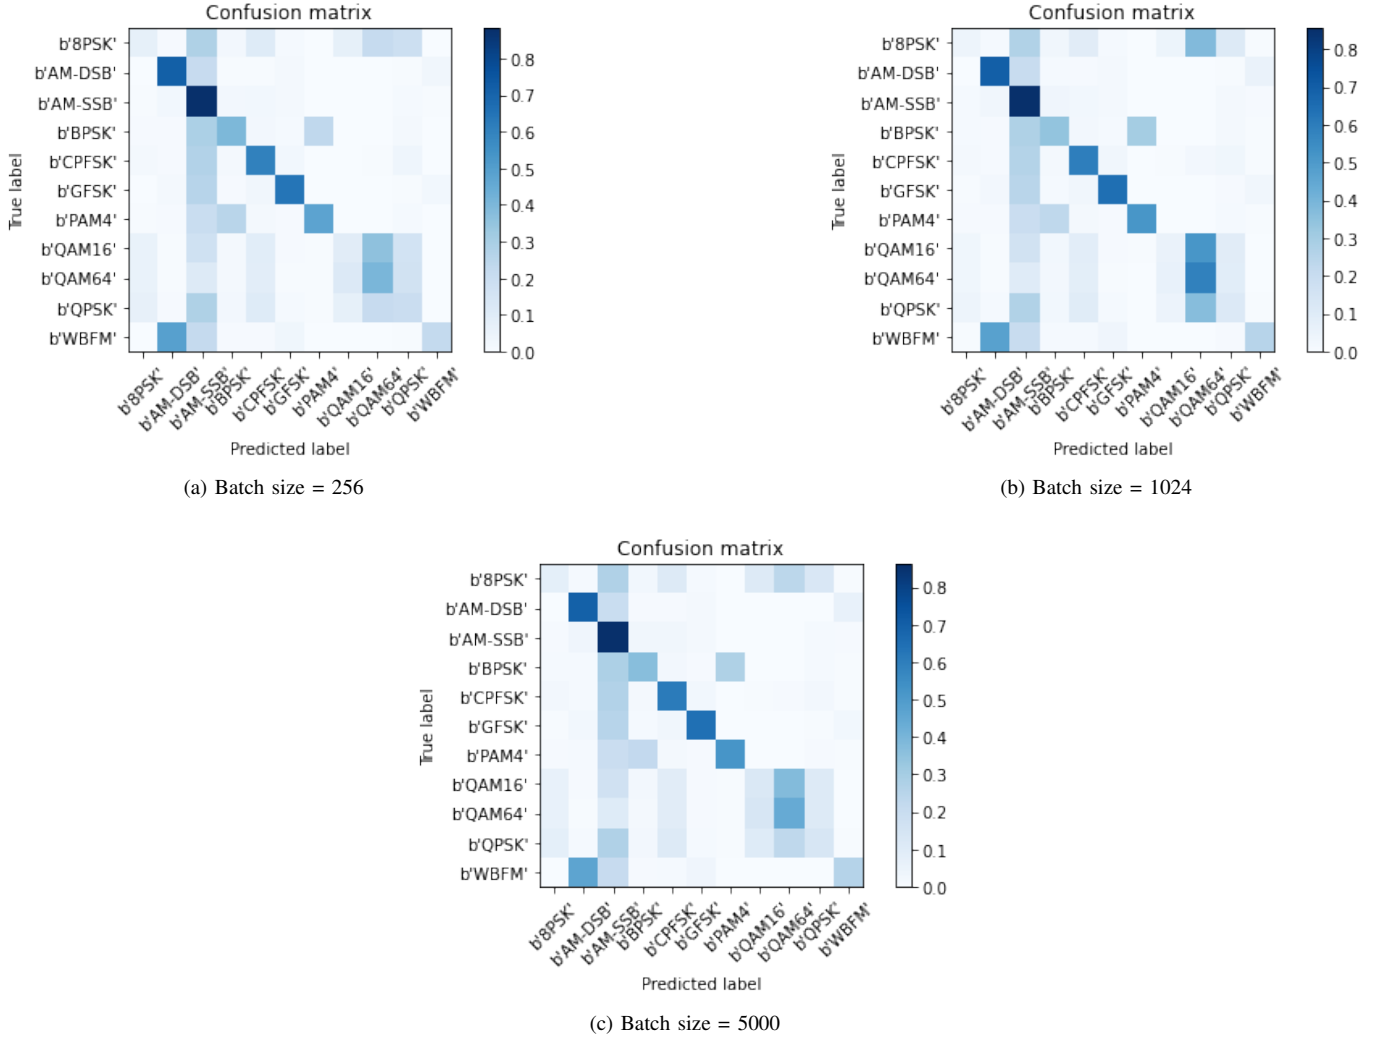 Confusion matrix
b'8PSK'
b'AM-DSB'
b'AM-SSB'
b'BPSK'
b'CPFSK'
b'GFSK'
b'PAM4'
b'QAM16'
b'QAM64'
b'QPSK'
b'WBFM'
True label
b'8PSK'
b'AM-DSB'
b'AM-SSB'
b'BPSK'
b'CPFSK'
b'GFSK'
b'PAM4'
b'QAM16'
b'QAM64'
b'QPSK'
b'WBFM'
Predicted label
0.8
0.7
0.6
0.5
0.4
0.3
0.2
0.1
0.0
(a) Batch size = 256
Confusion matrix
b'8PSK'
b'AM-DSB'
b'AM-SSB'
b'BPSK'
b'CPFSK'
b'GFSK'
b'PAM4'
b'QAM16'
b'QAM64'
b'QPSK'
b'WBFM'
True label
b'8PSK'
b'AM-DSB'
b'AM-SSB'
b'BPSK'
b'CPFSK'
b'GFSK'
b'PAM4'
b'QAM16'
b'QAM64'
b'QPSK'
b'WBFM'
Predicted label
0.8
0.7
0.6
0.5
0.4
0.3
0.2
0.1
0.0
(b) Batch size = 1024
Confusion matrix
b'8PSK'
b'AM-DSB'
b'AM-SSB'
b'BPSK'
b'CPFSK'
b'GFSK'
b'PAM4'
b'QAM16'
b'QAM64'
b'QPSK'
b'WBFM'
True label
b'8PSK'
b'AM-DSB'
b'AM-SSB'
b'BPSK'
b'CPFSK'
b'GFSK'
b'PAM4'
b'QAM16'
b'QAM64'
b'QPSK'
b'WBFM'
Predicted label
0.8
0.7
0.6
0.5
0.4
0.3
0.2
0.1
0.0
(c) Batch size = 5000